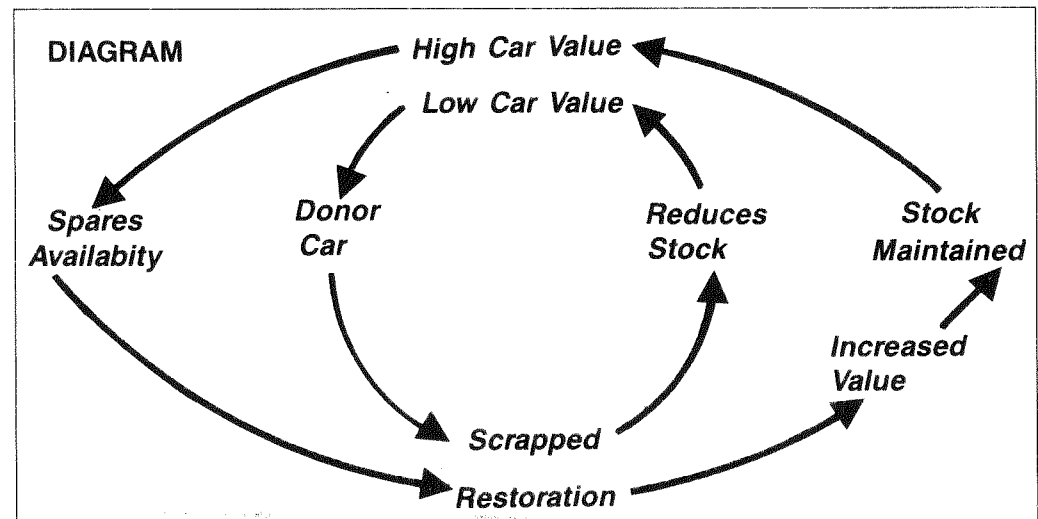 DIAGRAM
High Car Value
Low Car Value
Spares
Availabity
Donor
Car
Reduces
Stock
Stock
Maintained
Increased
Value
Scrapped
Restoration